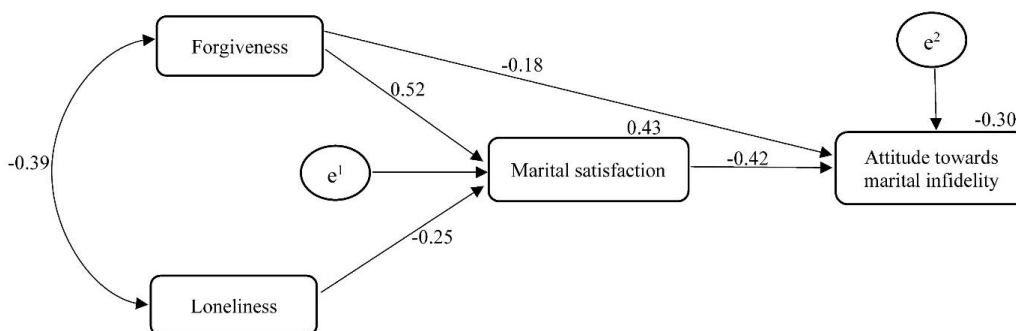 Forgiveness
e²
-0.18
0.52
-0.30
0.43
-0.39
Marital satisfaction
-0.42
Attitude towards
marital infidelity
e¹
-0.25
Loneliness